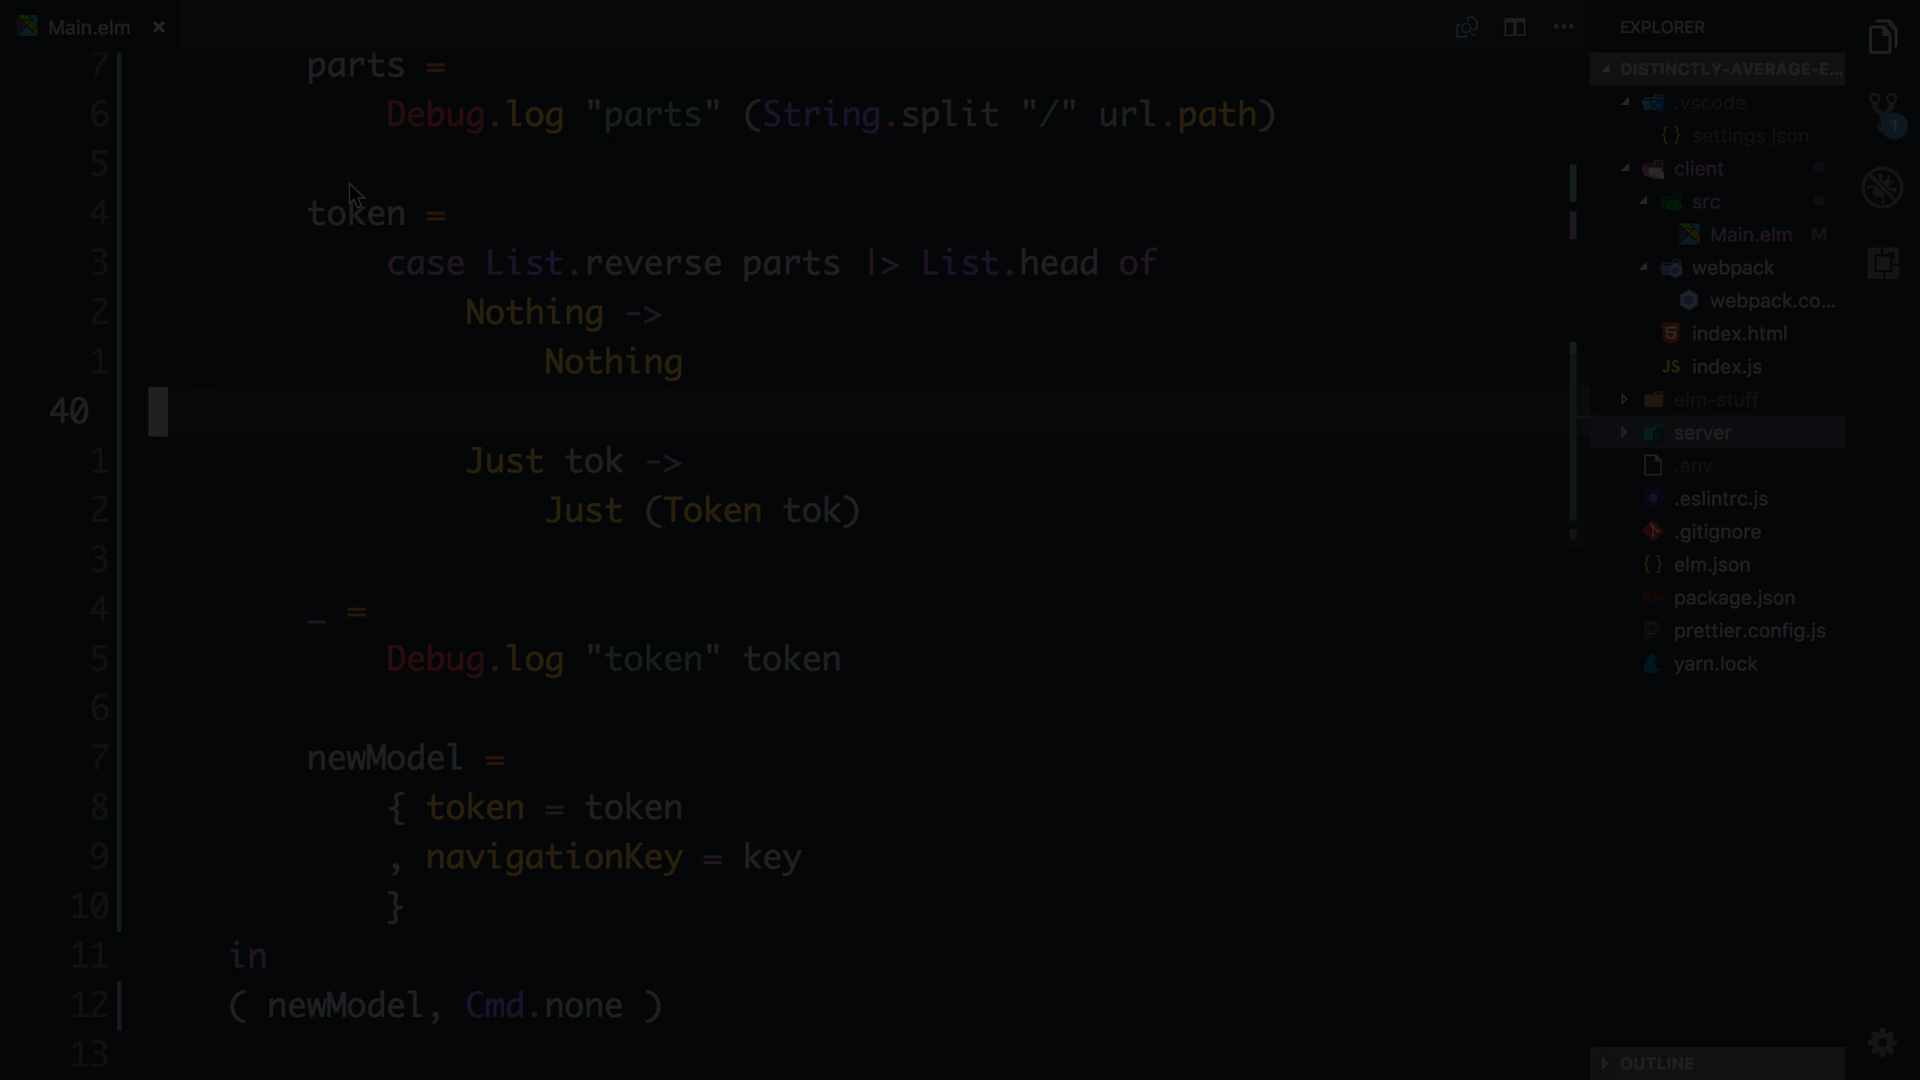 Main.elm
7 parts =
6 Debug.log "parts" (String.split "/" url.path)
5
4 token =
3 case List.reverse parts |> List.head of
2 Nothing ->
1 Nothing
40
1 Just tok ->
2 Just (Token tok)
3
4 _ =
5 Debug.log "token" token
6
7 newModel =
8 { token = token
9 , navigationKey = key
10 }
11 in
12 ( newModel, Cmd.none )
13
EXPLORER
DISTINCTLY-AVERAGE-E...
.vscode
{ } settings.json
client
src
Main.elm M
webpack
webpack.co...
5 index.html
JS index.js
elm-stuff
server
.env
.eslintrc.js
.gitignore
{ } elm.json
package.json
prettier.config.js
yarn.lock
OUTLINE
1